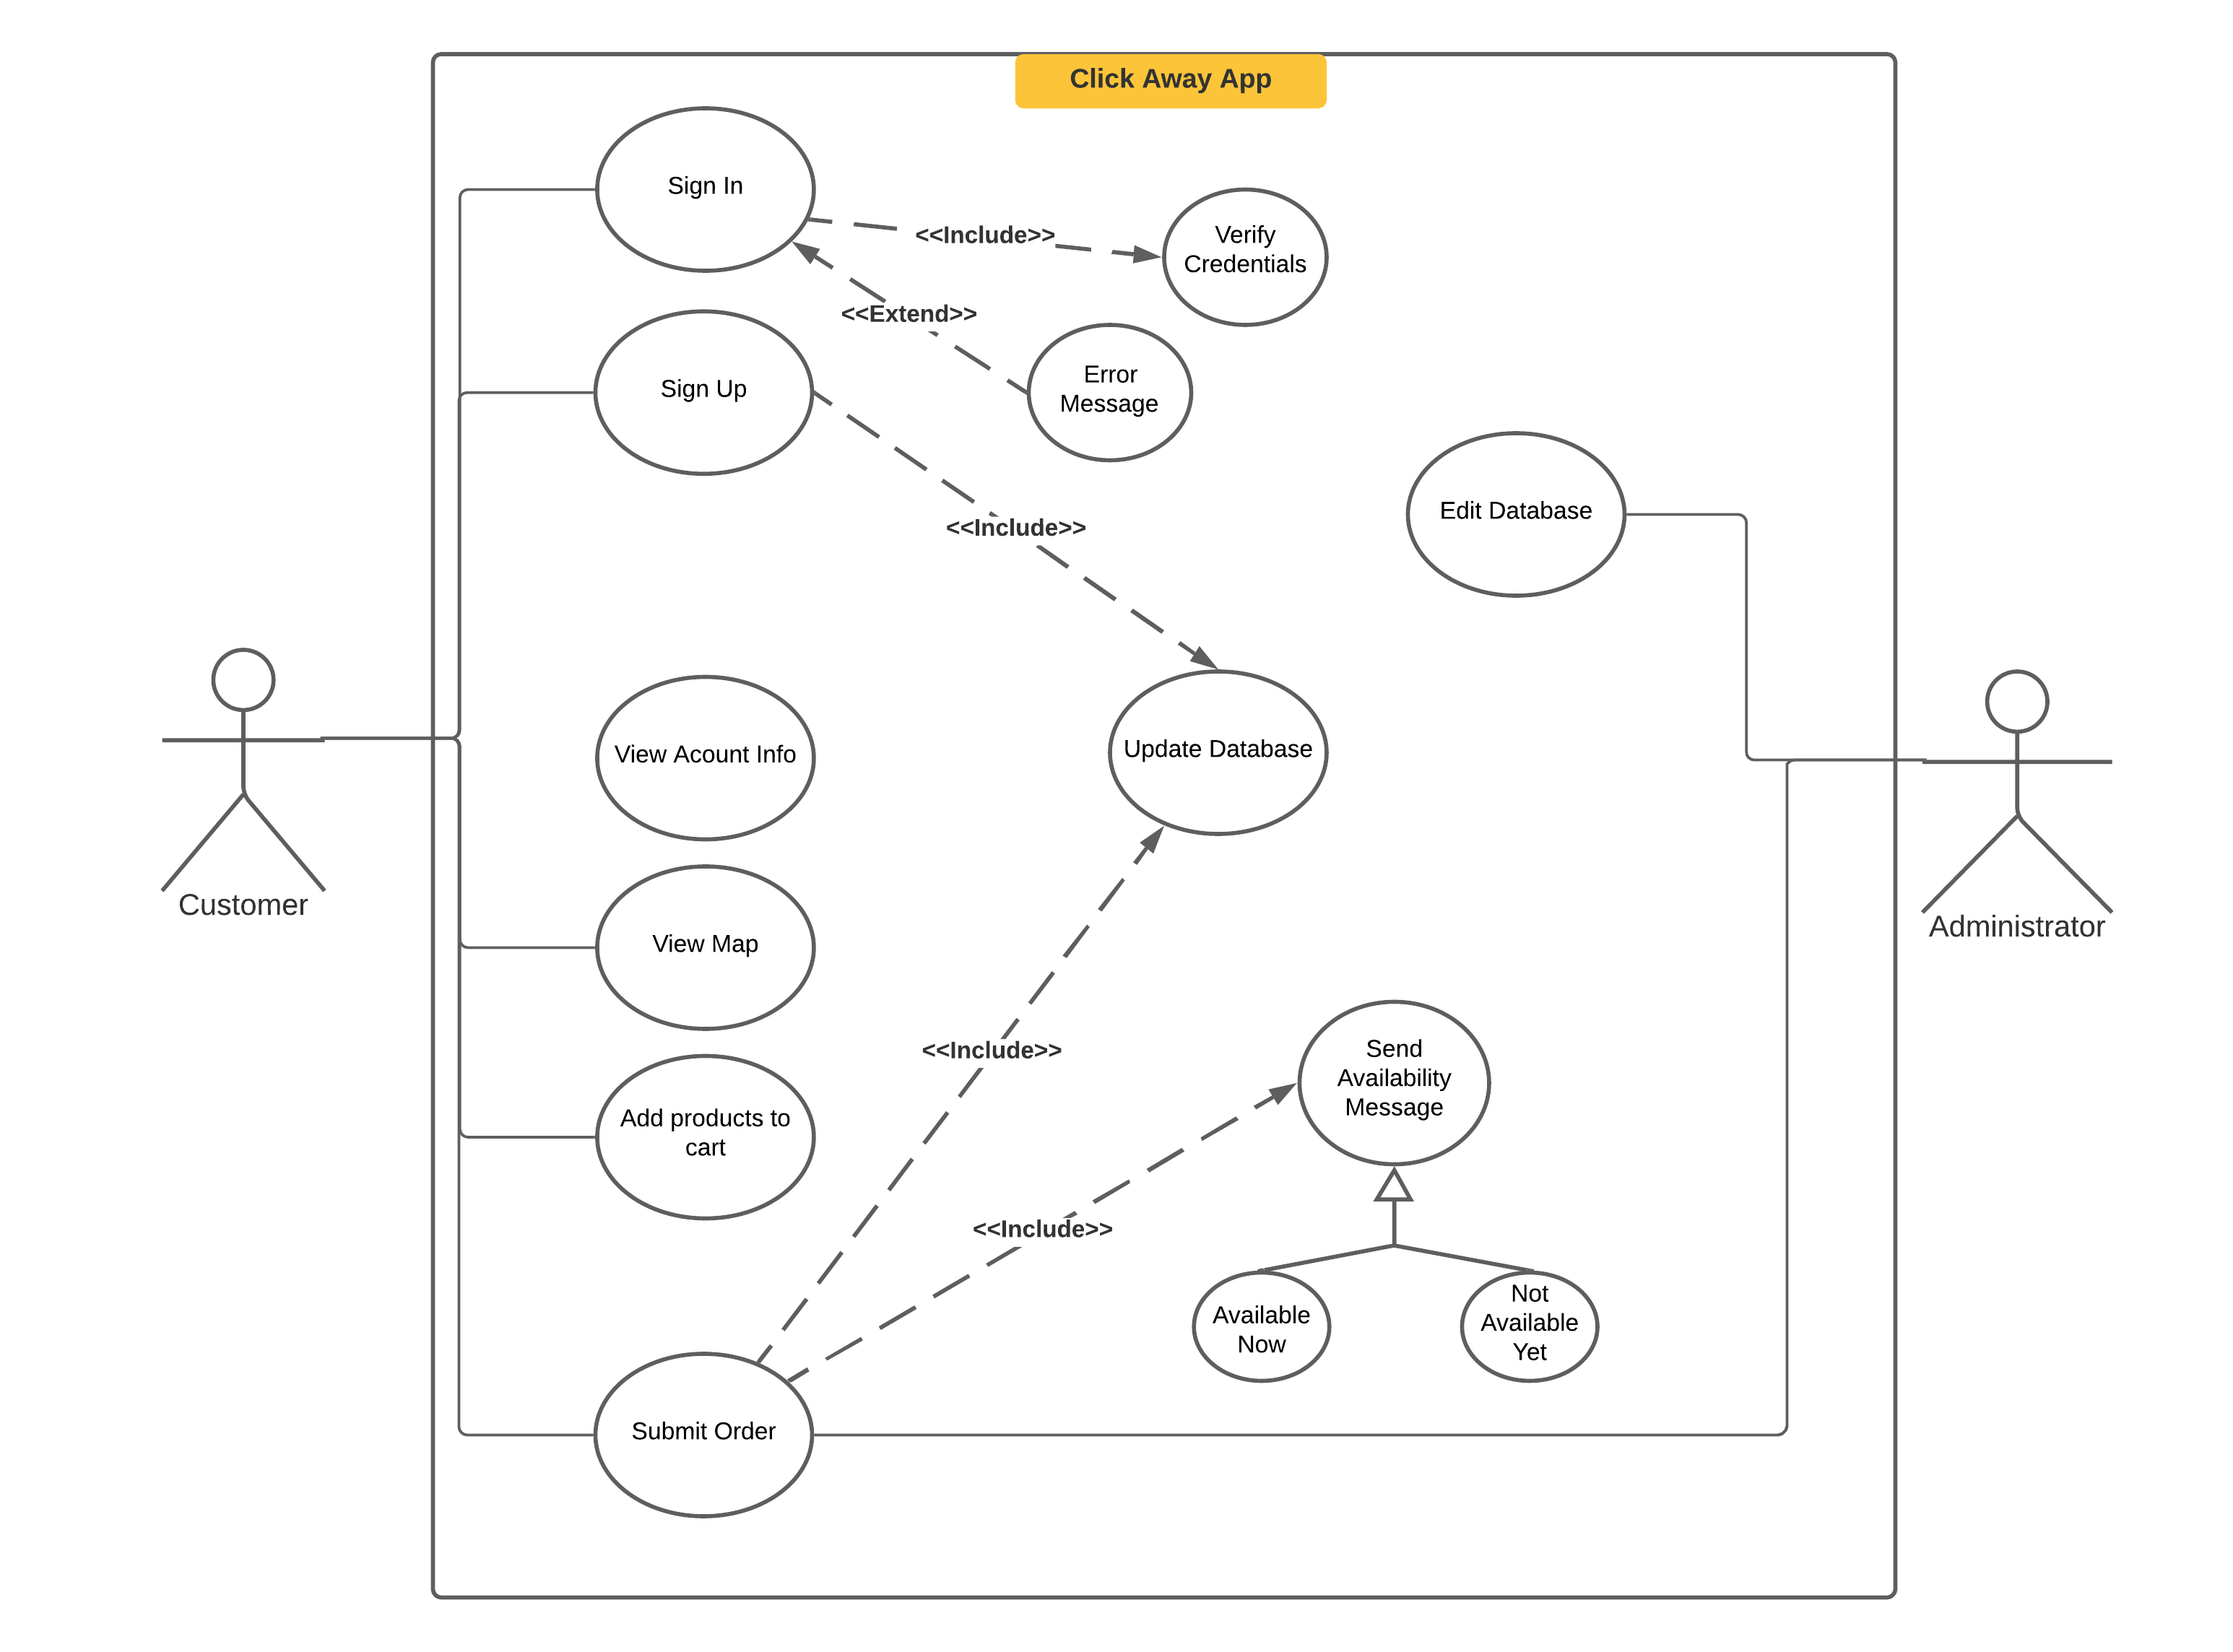 Click Away App
Sign In
<<Include>>
Verify
Credentials
<<Extend>>
Sign Up
Error
Message
Edit Database
<<Include>>
View Acount Info
Update Database
Customer
Administrator
View Map
<<Include>>
Send
Availability
Message
Add products to
cart
<<Include>>
Available
Now
Not
Available
Yet
Submit Order